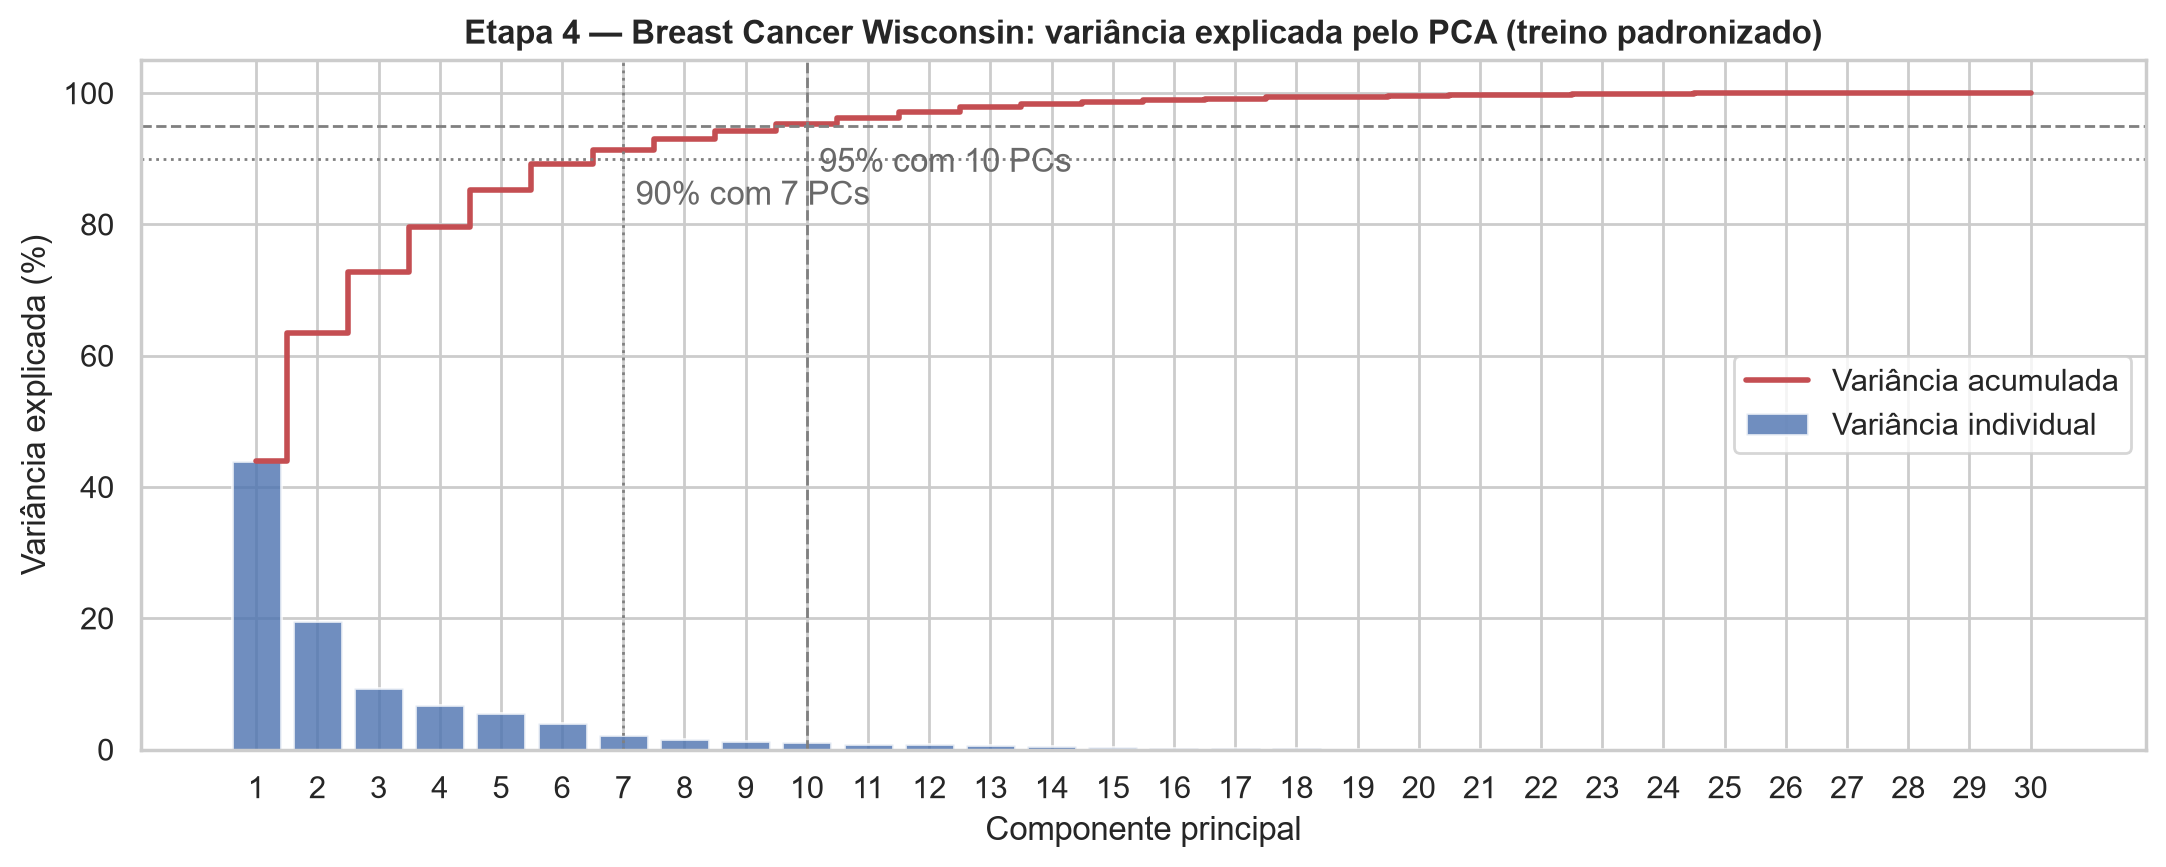 Etapa 4 — Breast Cancer Wisconsin: variância explicada pelo PCA (treino padronizado)
Variância explicada (%)
100
80
60
40
20
0
95% com 10 PCs
90% com 7 PCs
Variância acumulada
Variância individual
1 2 3 4 5 6 7 8 9 10 11 12 13 14 15 16 17 18 19 20 21 22 23 24 25 26 27 28 29 30
Componente principal